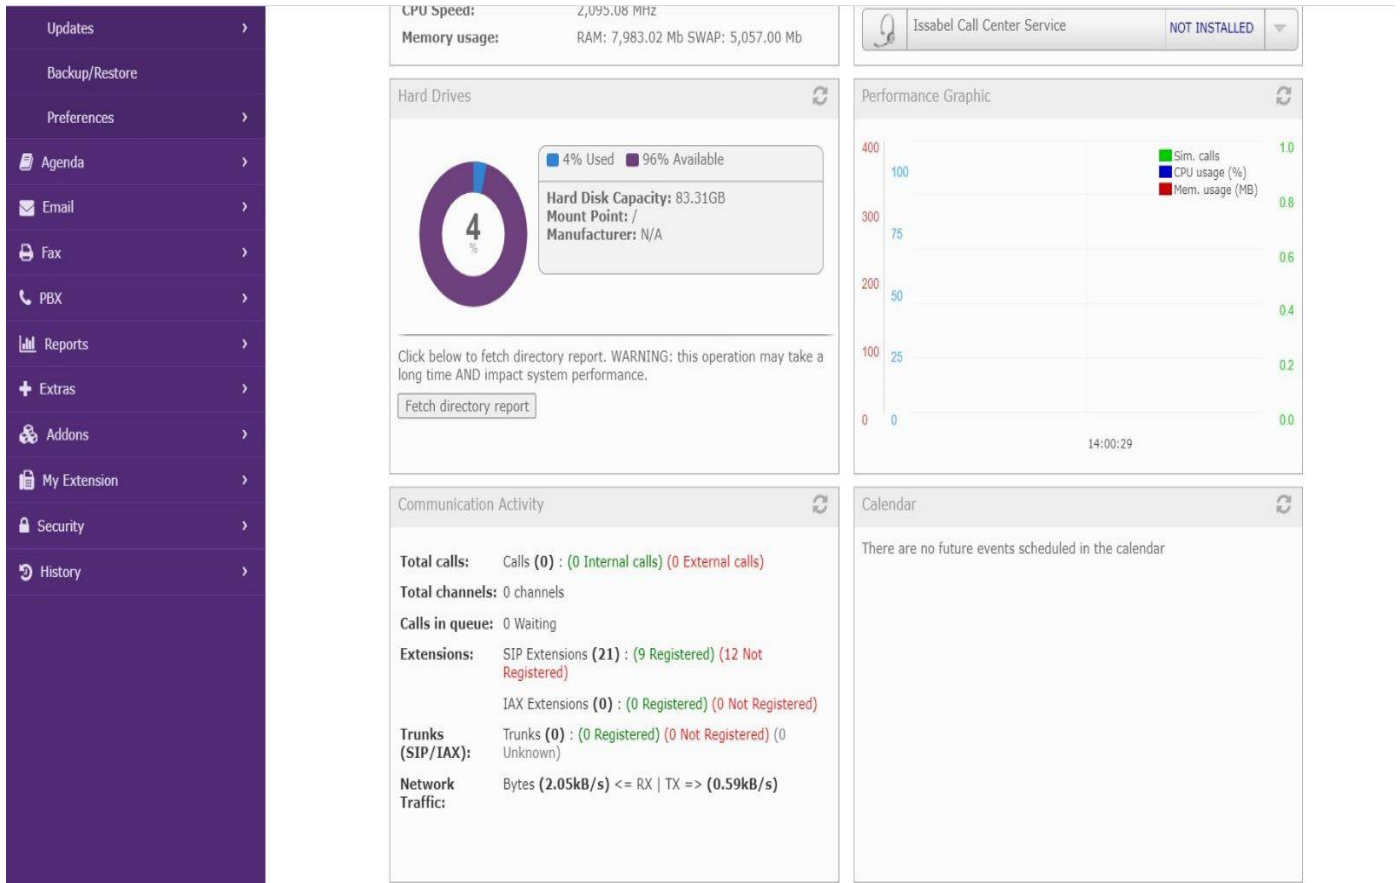 Updates
Backup/Restore
Preferences
Agenda
Email
Fax
PBX
Reports
Extras
Addons
My Extension
Security
History
CPU Speed: 2,095.08 MHz
Memory usage: RAM: 7,983.02 Mb SWAP: 5,057.00 Mb
Issabel Call Center Service NOT INSTALLED
Hard Drives
4% Used 96% Available
4
%
Hard Disk Capacity: 83.31GB
Mount Point: /
Manufacturer: N/A
Click below to fetch directory report. WARNING: this operation may take a
long time AND impact system performance.
Fetch directory report
Performance Graphic
400
300
200
100
0
100
75
50
25
0
Sim. calls
CPU usage (%)
Mem. usage (MB)
1.0
0.8
0.6
0.4
0.2
0.0
14:00:29
Communication Activity
Total calls: Calls (0) : (0 Internal calls) (0 External calls)
Total channels: 0 channels
Calls in queue: 0 Waiting
Extensions: SIP Extensions (21) : (9 Registered) (12 Not
Registered)
IAX Extensions (0) : (0 Registered) (0 Not Registered)
Trunks Trunks (0) : (0 Registered) (0 Not Registered) (0
(SIP/IAX): Unknown)
Network Bytes (2.05kB/s) <= RX | TX => (0.59kB/s)
Traffic:
Calendar
There are no future events scheduled in the calendar